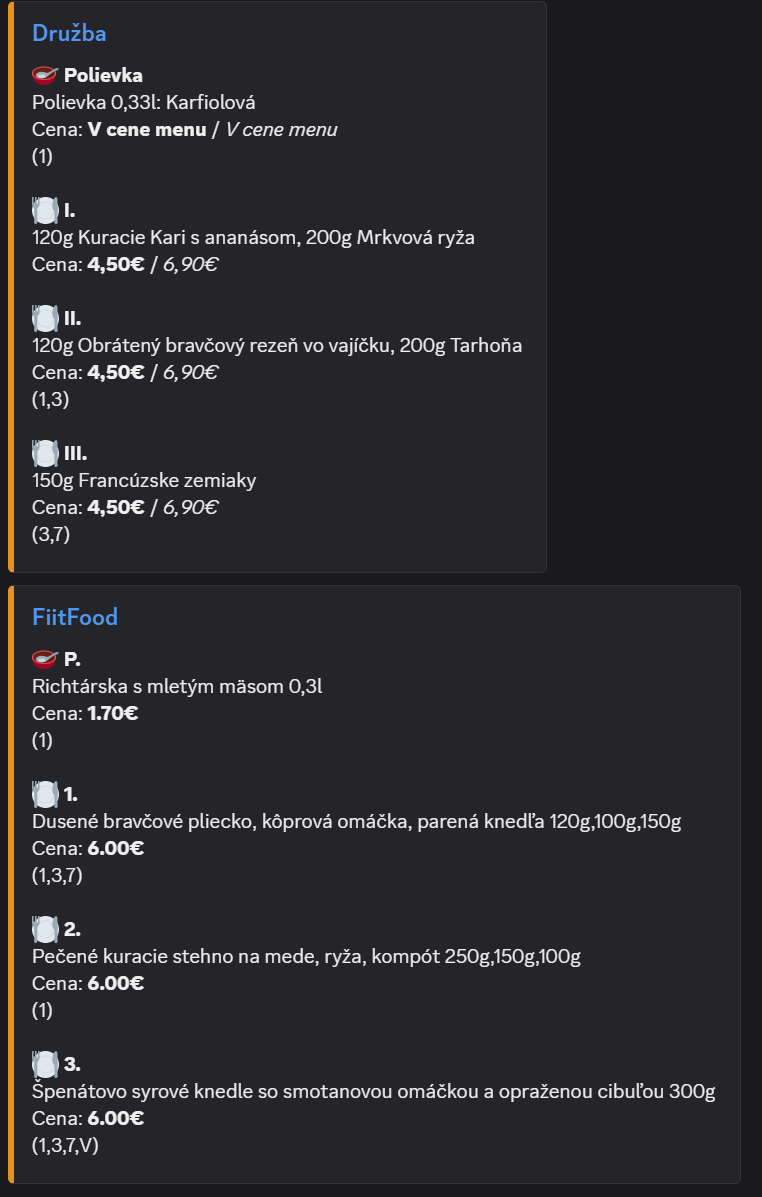 Družba
Polievka
Polievka 0,33l: Karfiolová
Cena: V cene menu / V cene menu
(1)
I.
120g Kuracie Kari s ananásom, 200g Mrkvová ryža
Cena: 4,50€ / 6,90€
II.
120g Obrátený bravčový rezeň vo vajíčku, 200g Tarhoňa
Cena: 4,50€ / 6,90€
(1,3)
III.
150g Francúzske zemiaky
Cena: 4,50€ / 6,90€
(3,7)
FiitFood
P.
Richtárska s mletým mäsom 0,3l
Cena: 1.70€
(1)
1.
Dusené bravčové pliecko, kôprová omáčka, parená knedľa 120g,100g,150g
Cena: 6.00€
(1,3,7)
2.
Pečené kuracie stehno na mede, ryža, kompót 250g,150g,100g
Cena: 6.00€
(1)
3.
Špenátovo syrové knedle so smotanovou omáčkou a opraženou cibuľou 300g
Cena: 6.00€
(1,3,7,V)